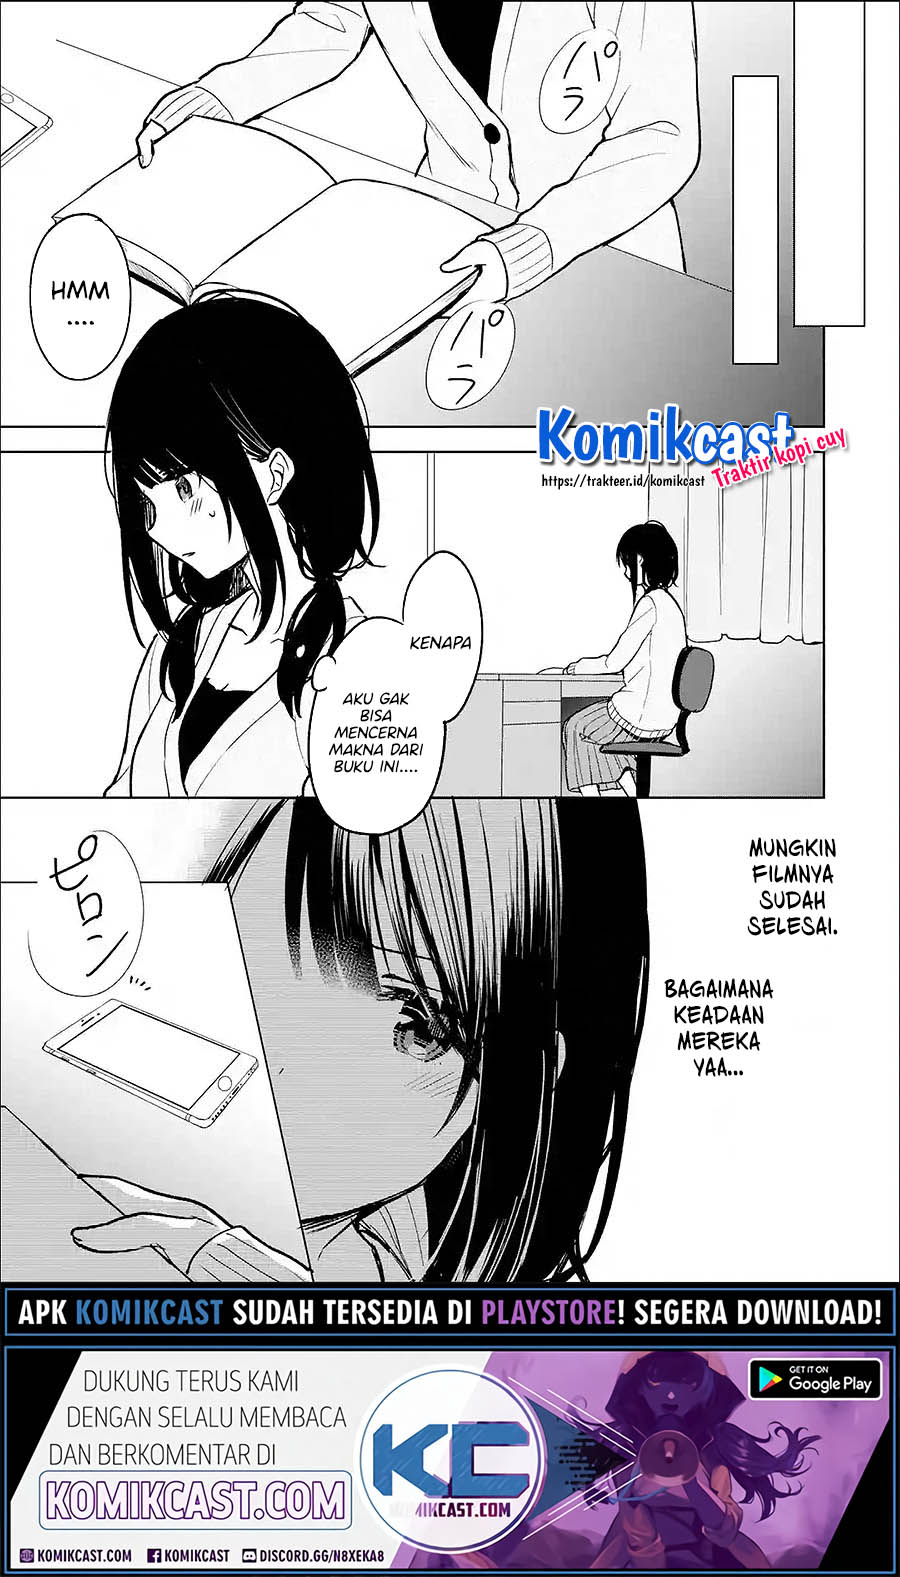 パラ
パラ
HMM
....
Komikcast
Traktir kopi cuy
https://trakteer.id/komikcast
KENAPA
AKU GAK
BISA
MENCERNA
MAKNA DARI
BUKU INI....
MUNGKIN
FILMNYA
SUDAH
SELESAI.
ピロン
BAGAIMANA
KEADAAN
MEREKA
YAA...
APK KOMIKCAST SUDAH TERSEDIA DI PLAYSTORE! SEGERA DOWNLOAD!
DUKUNG TERUS KAMI
DENGAN SELALU MEMBACA
DAN BERKOMENTAR DI
KOMIKCAST.COM
KC
KOMIKCAST.COM
GET IT ON
Google Play
KOMIKCAST.COM
KOMIKCAST
DISCORD.GG/N8XEKA8